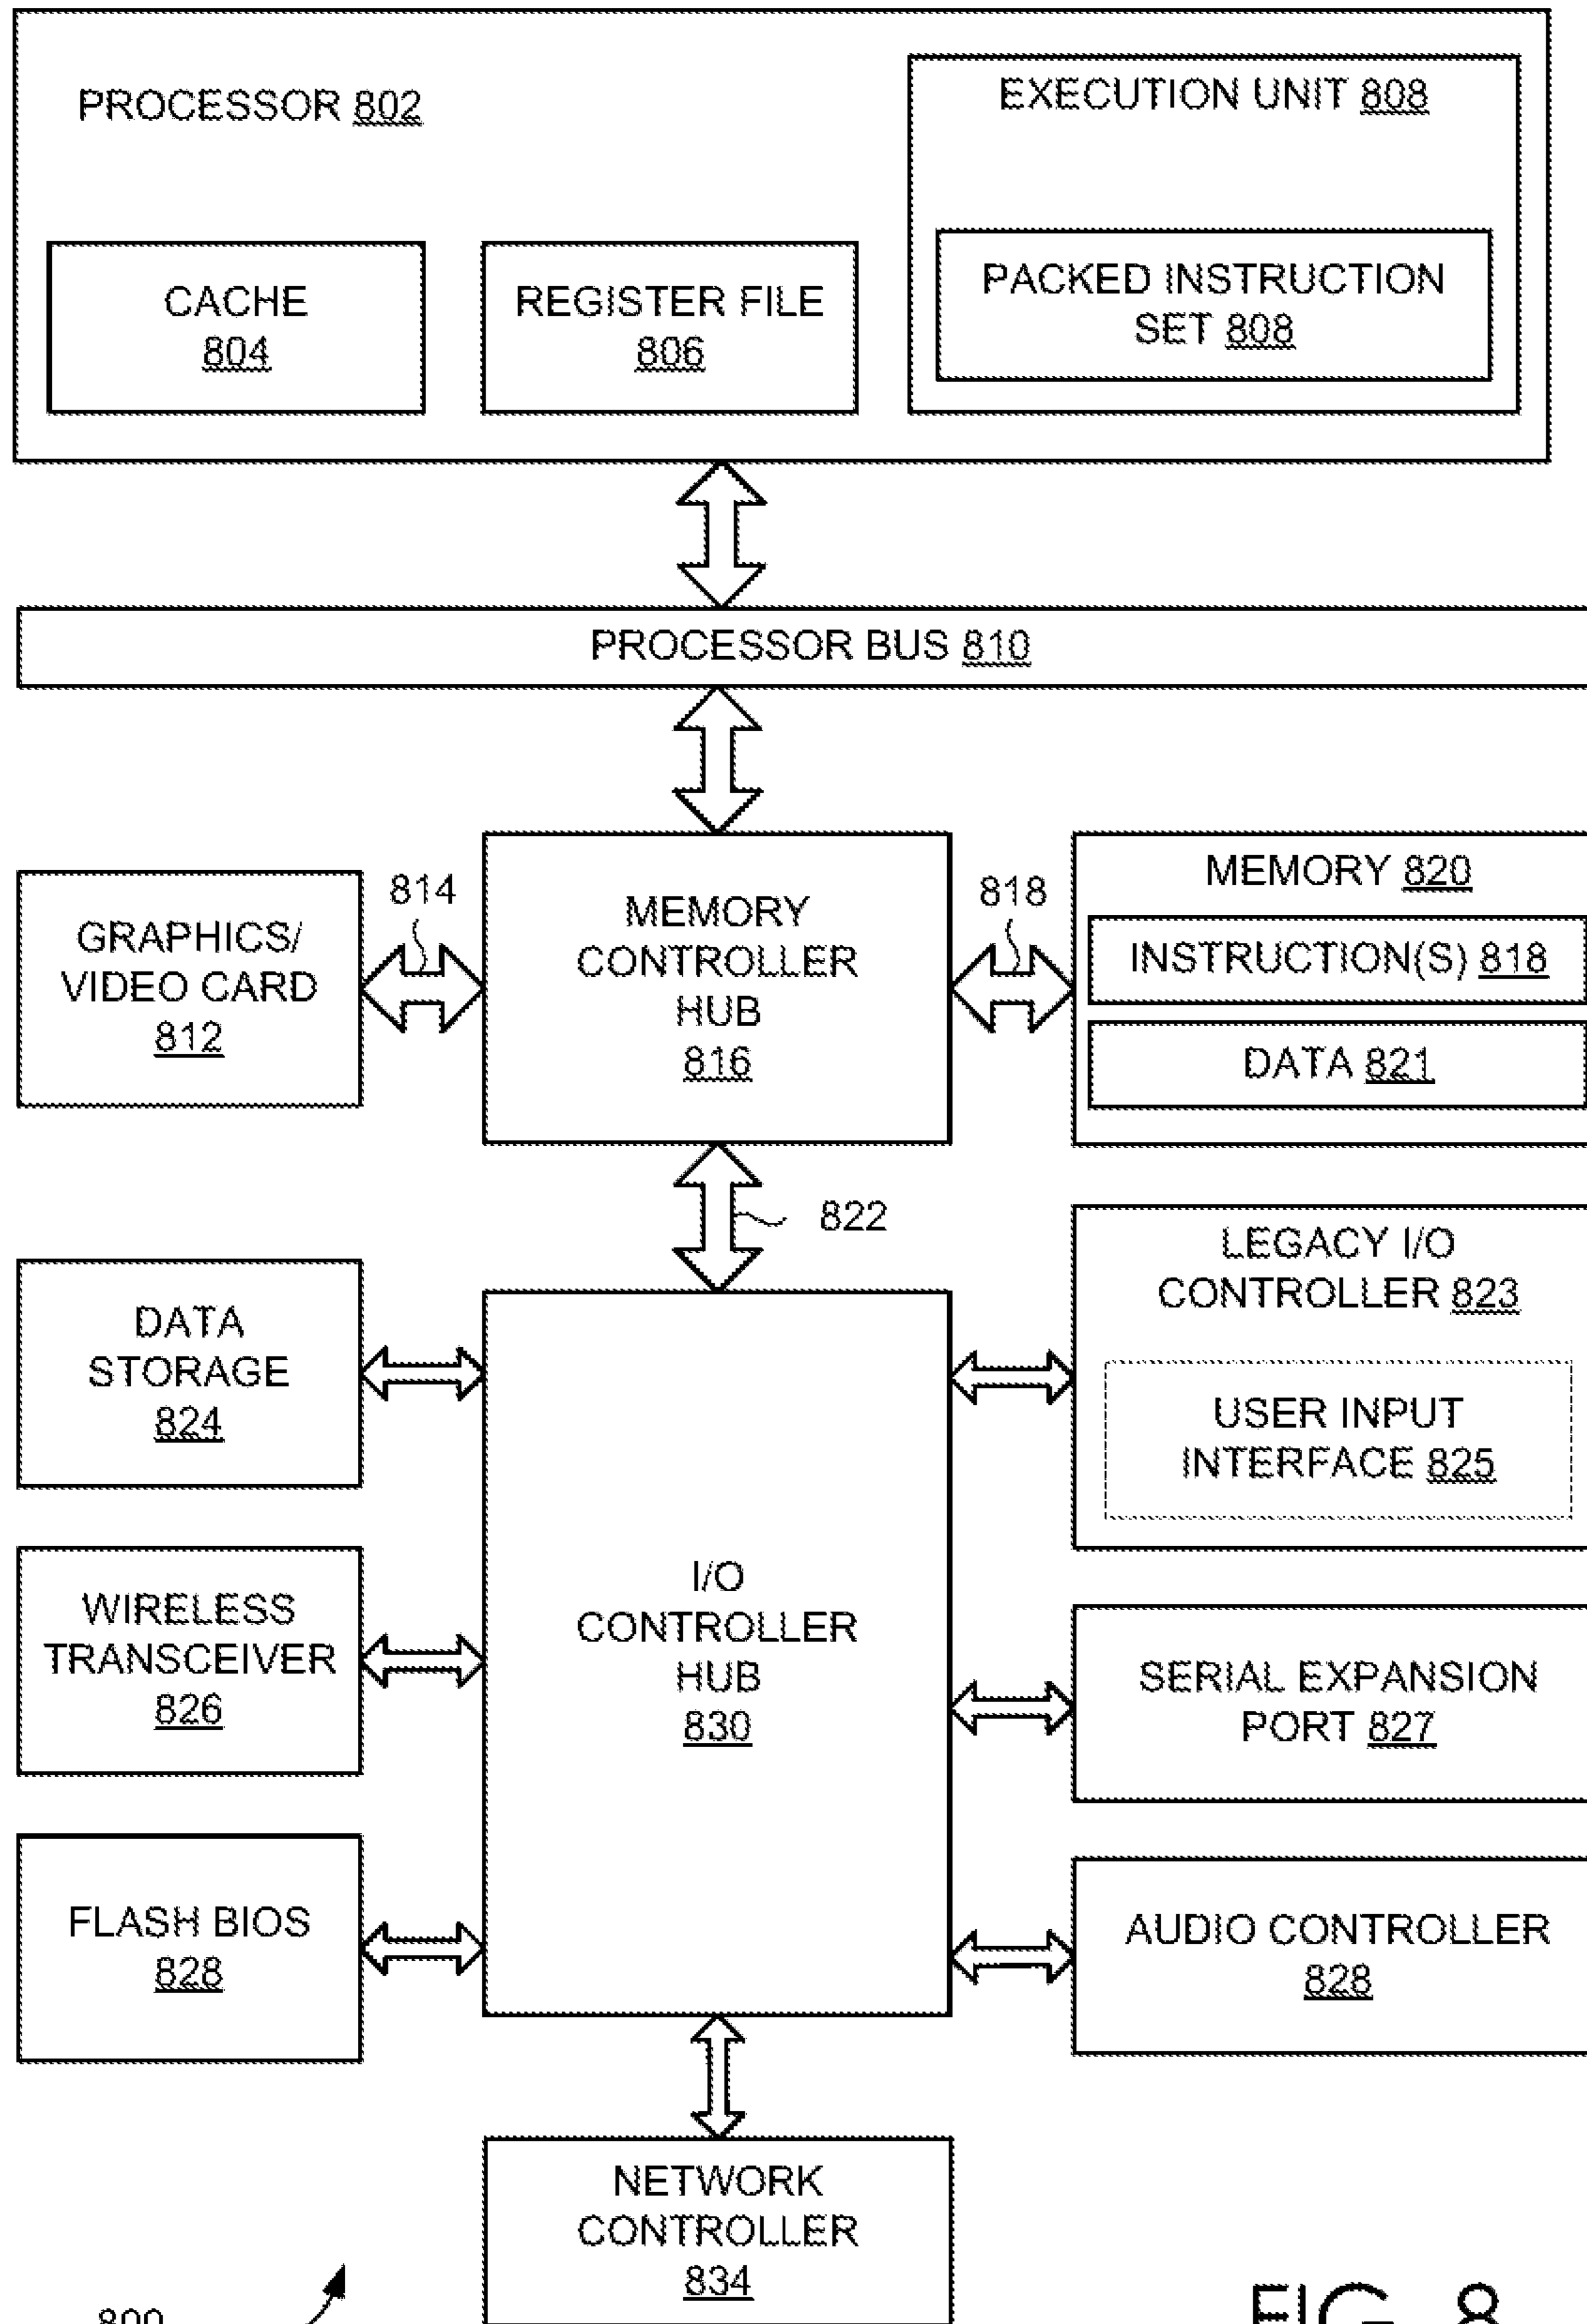 PROCESSOR 802
EXECUTION UNIT 808
CACHE
804
REGISTER FILE
806
PACKED INSTRUCTION
SET 808
PROCESSOR BUS 810
GRAPHICS/
VIDEO CARD
812
814
MEMORY
CONTROLLER
HUB
816
818
MEMORY 820
INSTRUCTION(S) 818
DATA 821
822
DATA
STORAGE
824
LEGACY I/O
CONTROLLER 823
USER INPUT
INTERFACE 825
WIRELESS
TRANSCEIVER
826
I/O
CONTROLLER
HUB
830
SERIAL EXPANSION
PORT 827
FLASH BIOS
828
AUDIO CONTROLLER
828
NETWORK
CONTROLLER
834
800
FIG. 8